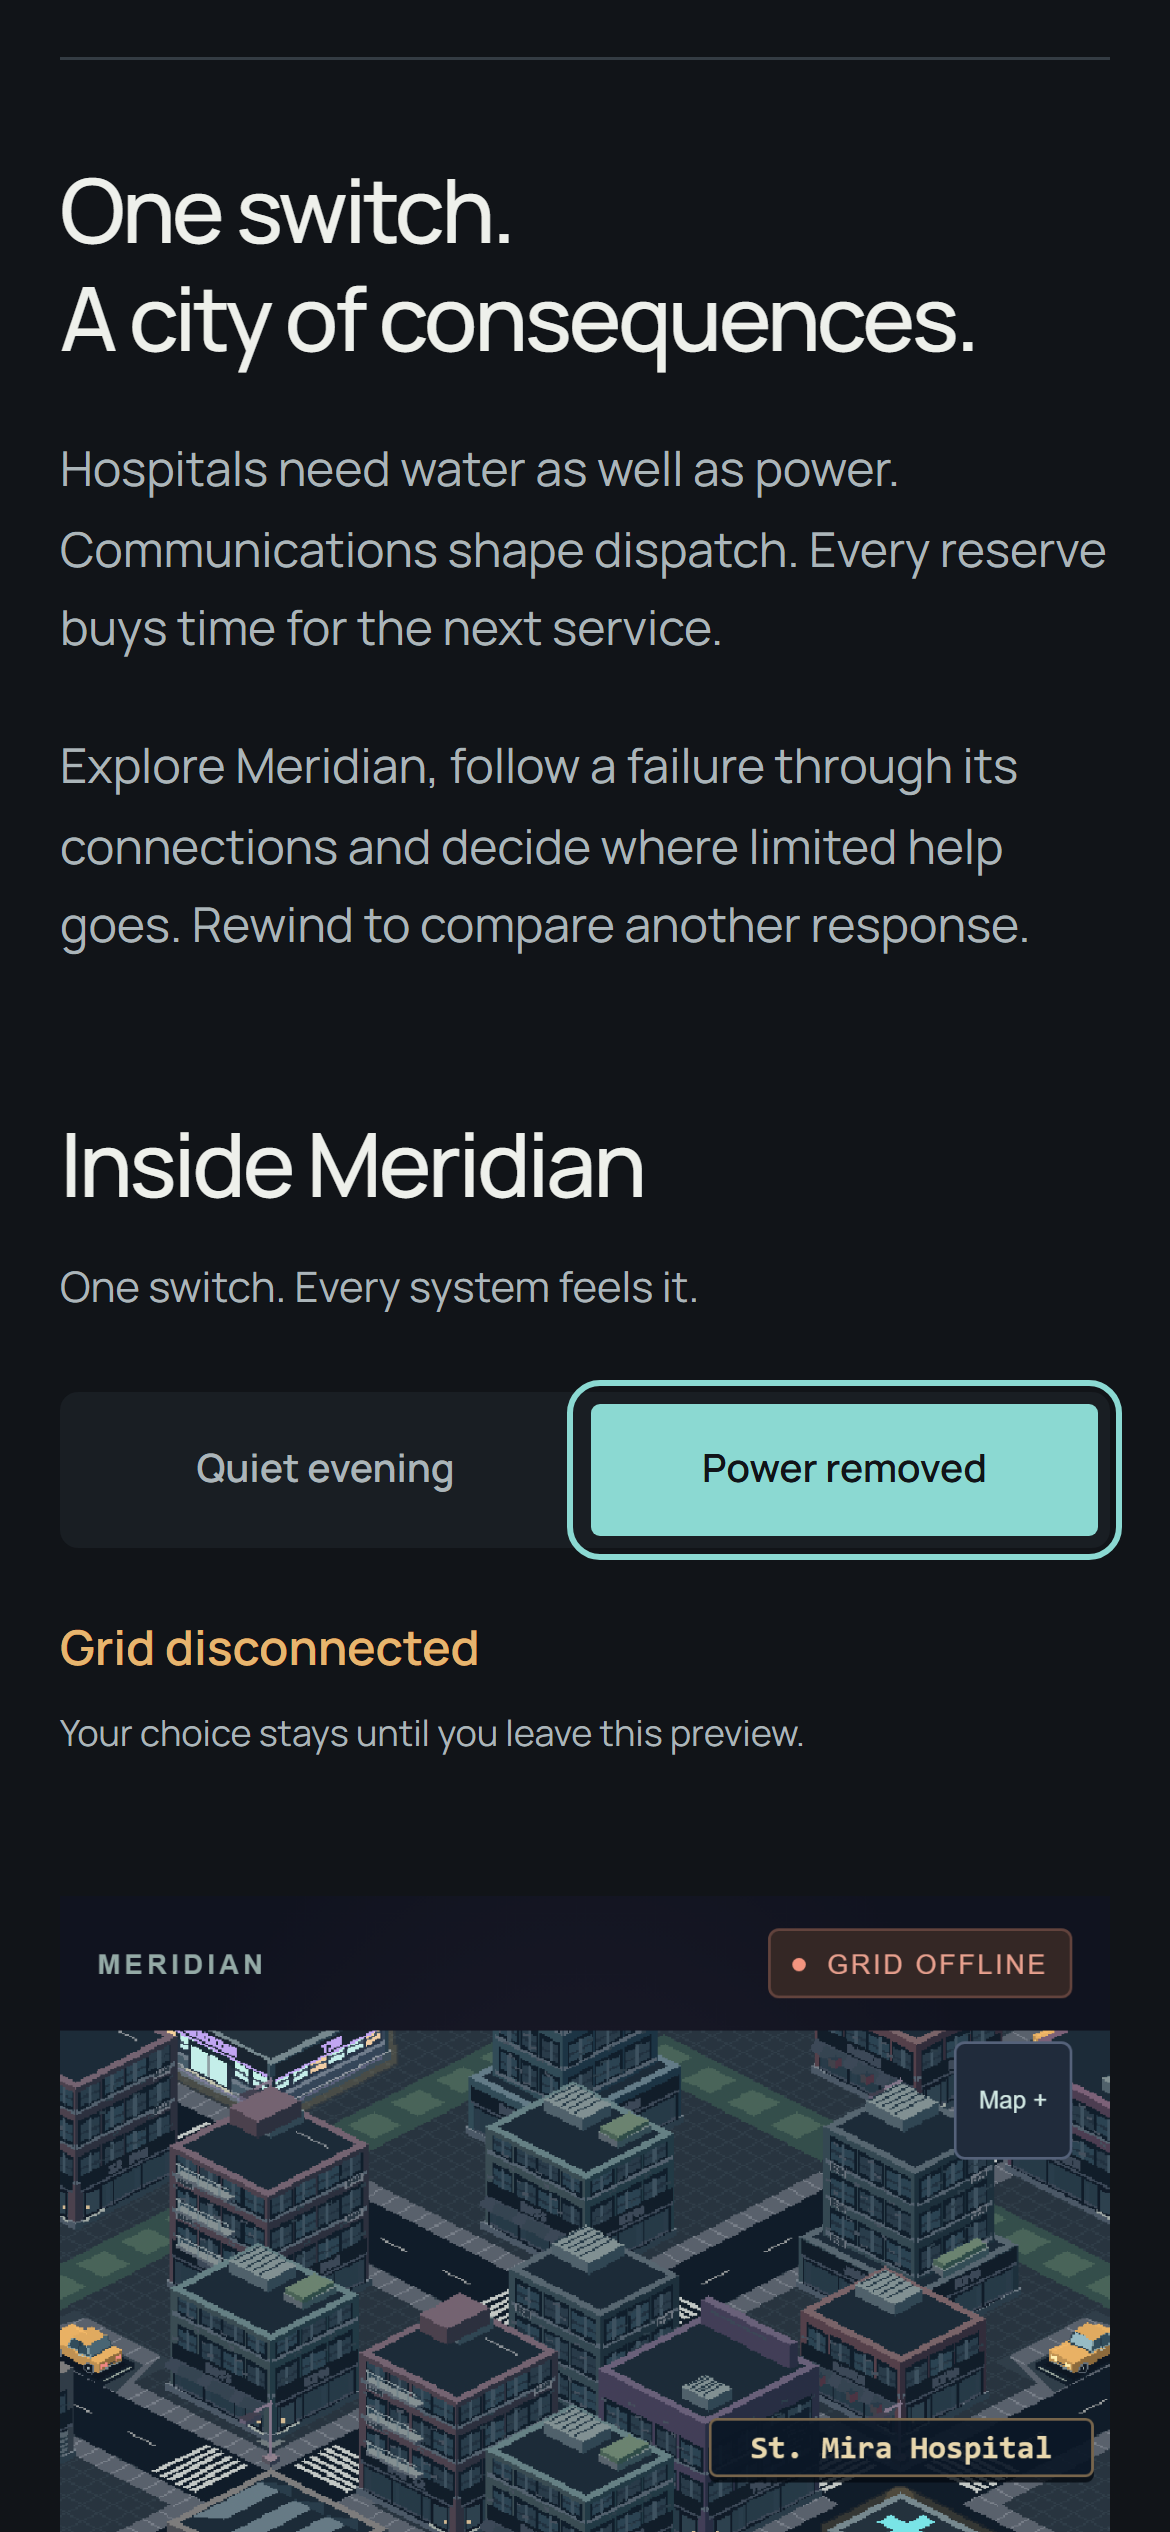 One switch.
A city of consequences.
Hospitals need water as well as power.
Communications shape dispatch. Every reserve
buys time for the next service.
Explore Meridian, follow a failure through its
connections and decide where limited help
goes. Rewind to compare another response.
Inside Meridian
One switch. Every system feels it.
Quiet evening
Power removed
Grid disconnected
Your choice stays until you leave this preview.
MERIDIAN
GRID OFFLINE
Map +
St. Mira Hospital